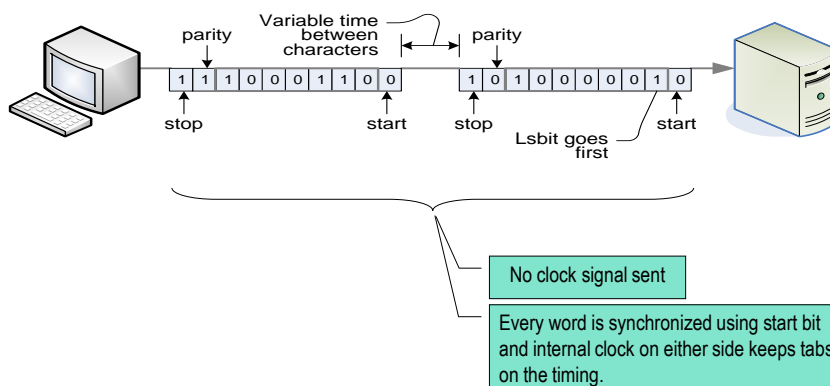 Variable time
between
characters
parity
parity
1 1 1 0 0 1 1 0 0
1 0 1 0 0 0 0 0 1 0
stop
start
stop
Lsbit goes
first
start
No clock signal sent
Every word is synchronized using start bit
and internal clock on either side keeps tabs
on the timing.